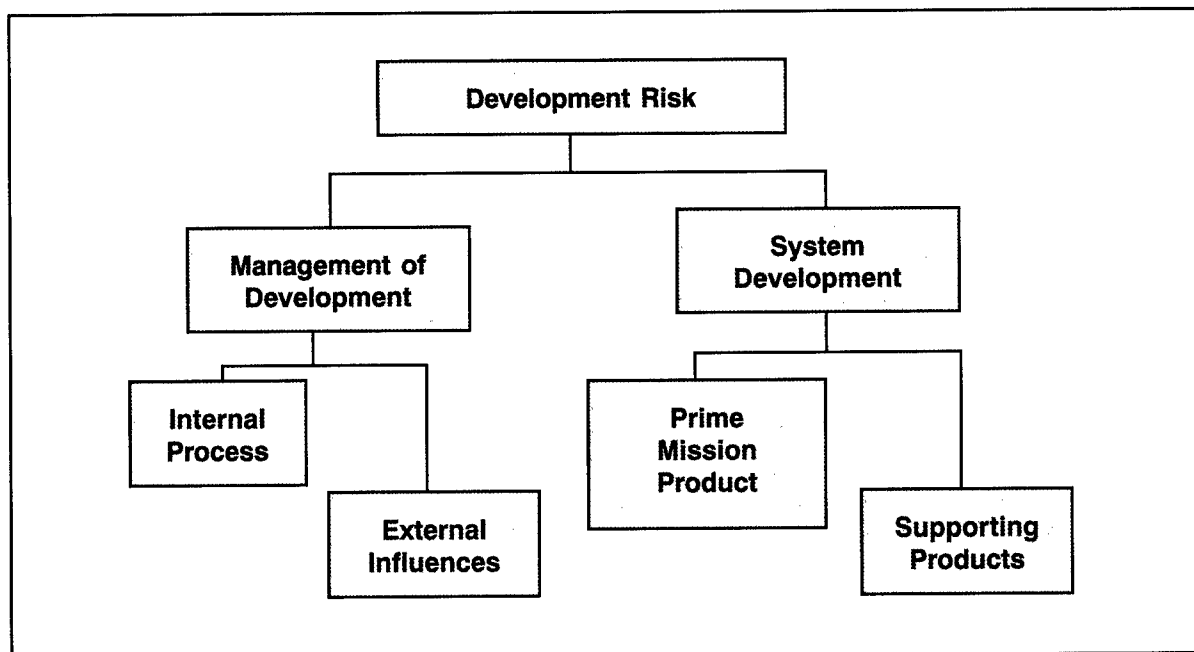 Development Risk
Management of
Development
System
Development
Internal
Process
External
Influences
Prime
Mission
Product
Supporting
Products